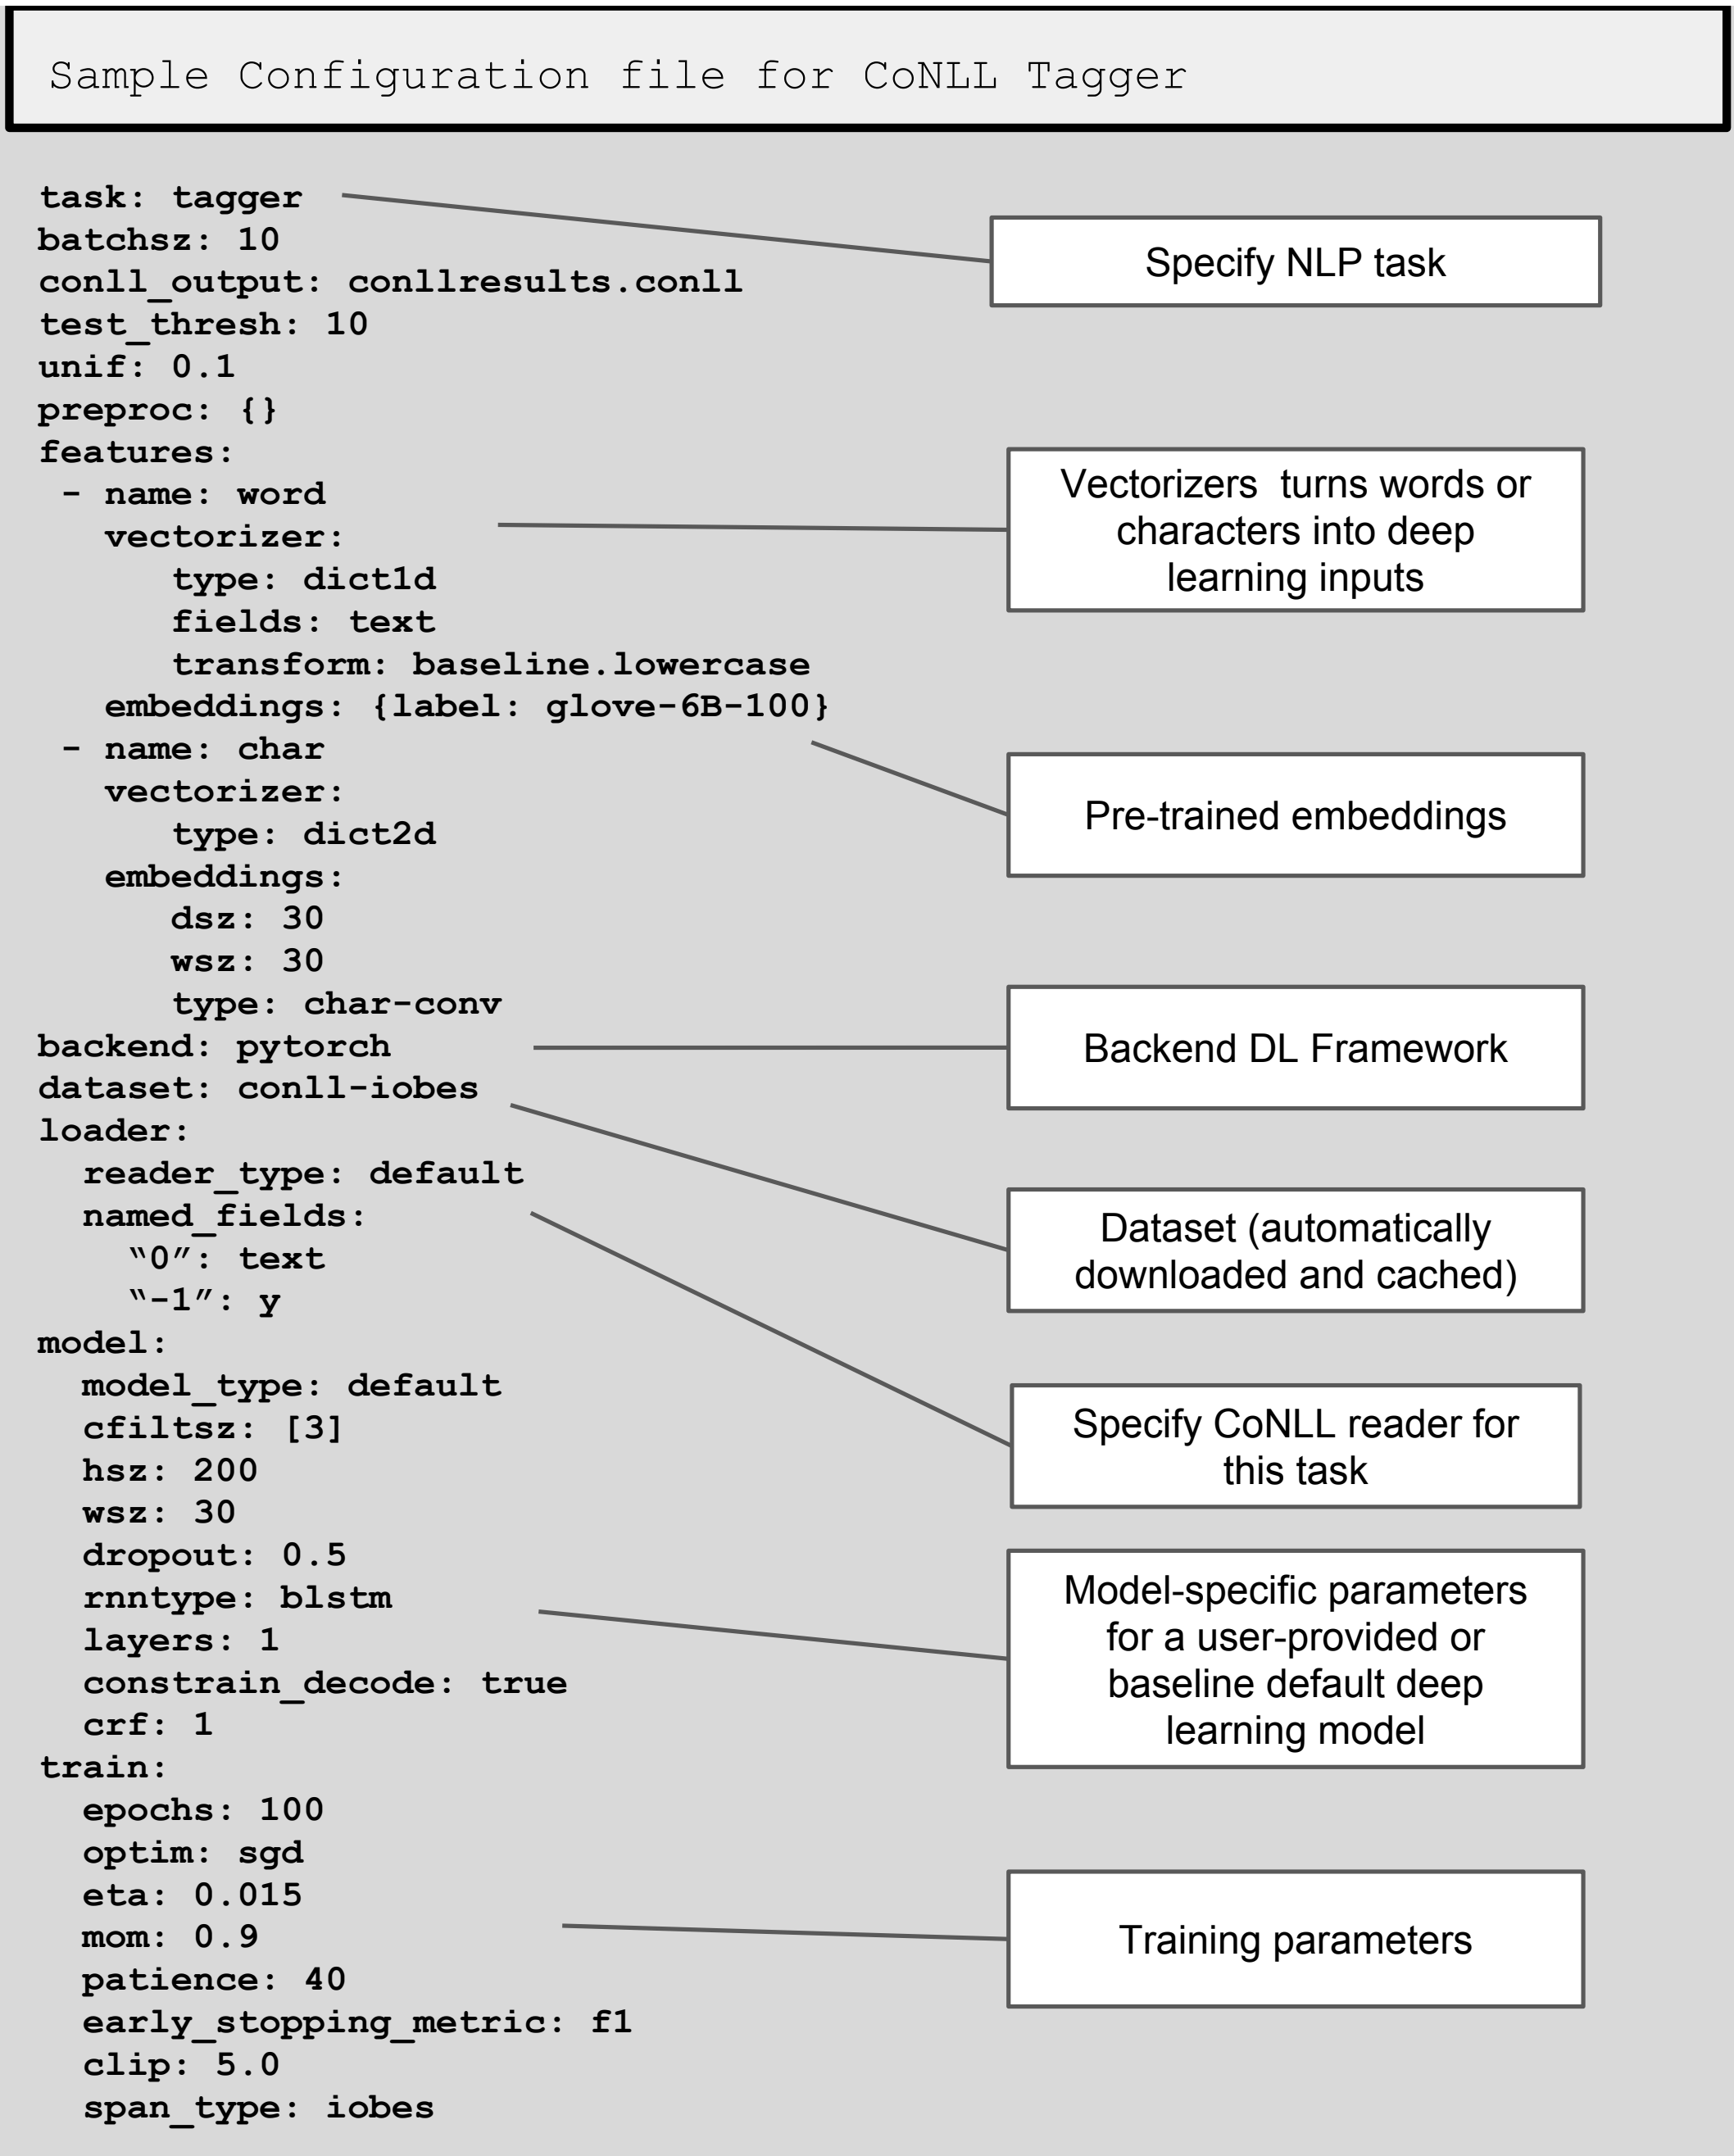 Sample Configuration file for CoNLL Tagger
task: tagger
batchsz: 10
conll_output: conllresults.conll
test_thresh: 10
unif: 0.1
preproc: {}
features:
 - name: word
   vectorizer:
      type: dict1d
      fields: text
      transform: baseline.lowercase
   embeddings: {label: glove-6B-100}
 - name: char
   vectorizer:
      type: dict2d
   embeddings:
      dsz: 30
      wsz: 30
      type: char-conv
backend: pytorch
dataset: conll-iobes
loader:
  reader_type: default
  named_fields:
    “0”: text
    “-1”: y
model:
  model_type: default
  cfiltsz: [3]
  hsz: 200
  wsz: 30
  dropout: 0.5
  rnntype: blstm
  layers: 1
  constrain_decode: true
  crf: 1
train:
  epochs: 100
  optim: sgd
  eta: 0.015
  mom: 0.9
  patience: 40
  early_stopping_metric: f1
  clip: 5.0
  span_type: iobes
Specify NLP task
Vectorizers  turns words or
characters into deep
learning inputs
Pre-trained embeddings
Backend DL Framework
Dataset (automatically
downloaded and cached)
Specify CoNLL reader for
this task
Model-specific parameters
for a user-provided or
baseline default deep
learning model
Training parameters